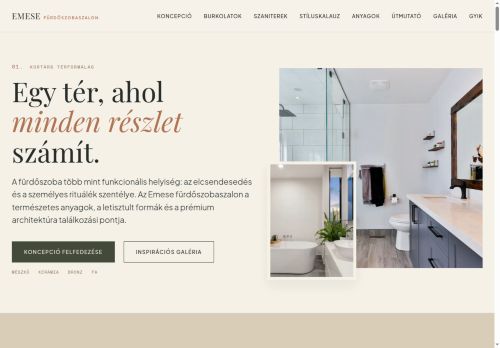 EMESE FÜRDŐSZOBASZALON
KONCEPCIÓ BURKOLATOK SZANITEREK STÍLUSKALAUZ ANYAGOK ÚTMUTATÓ GALÉRIA GYIK
01. KORTÁRS TÉRFORMÁLÁS
Egy tér, ahol
minden részlet
számít.
A fürdőszoba több mint funkcionális helyiség: az elcsendesedés
és a személyes rituálék szentélye. Az Emese fürdőszobaszalon a
természetes anyagok, a letisztult formák és a prémium
architektúra találkozási pontja.
KONCEPCIÓ FELFEDEZÉSE INSPIRÁCIÓS GALÉRIA
MÉSZKŐ KERÁMIA BRONZ FA